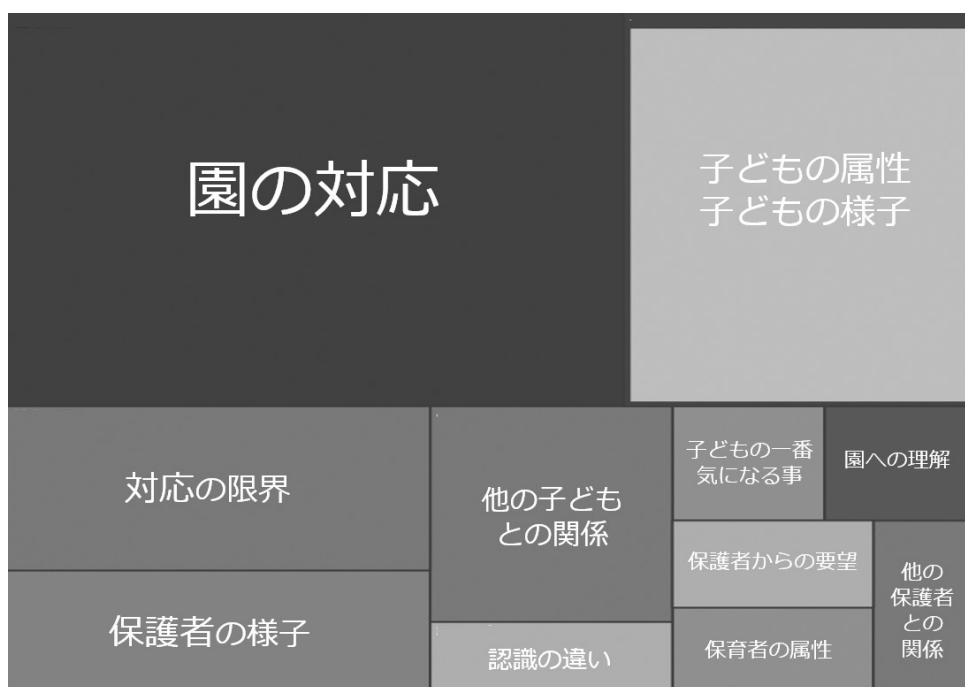 園の対応
子どもの属性
子どもの様子
対応の限界
保護者の様子
他の子ども
との関係
認識の違い
子どもの一番
気になる事
園への理解
保護者からの要望
保育者の属性
他の
保護者
との
関係